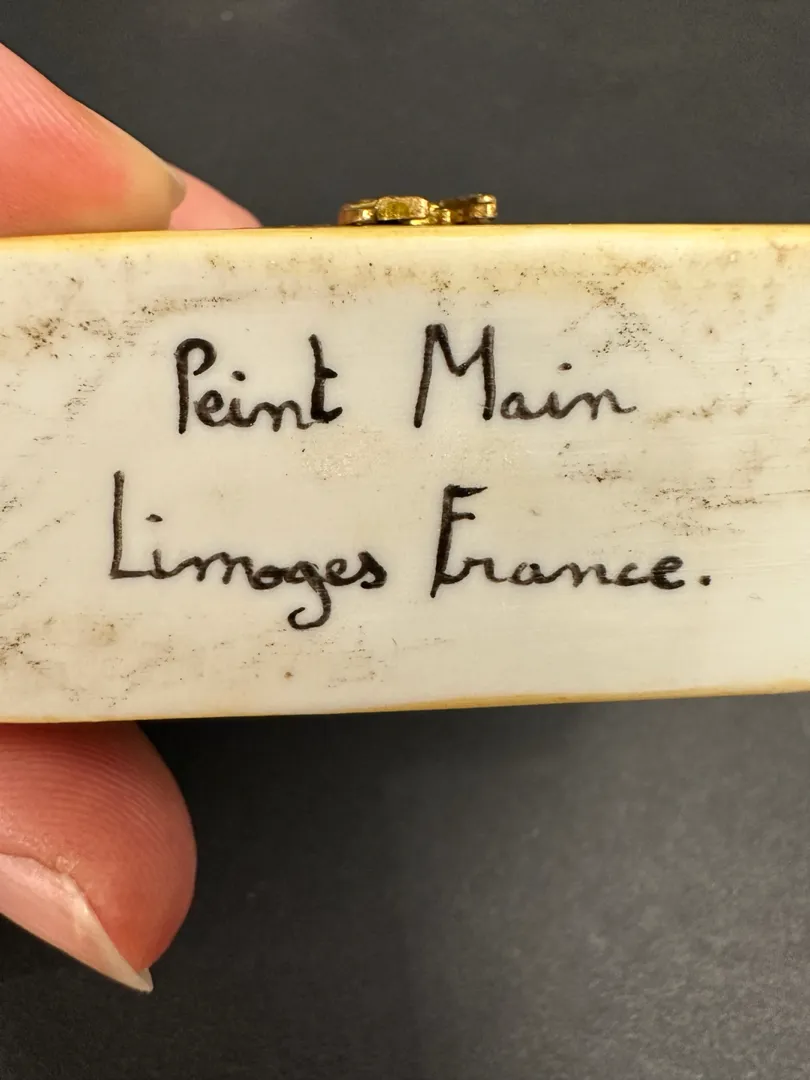 Peint Main
Limoges France.